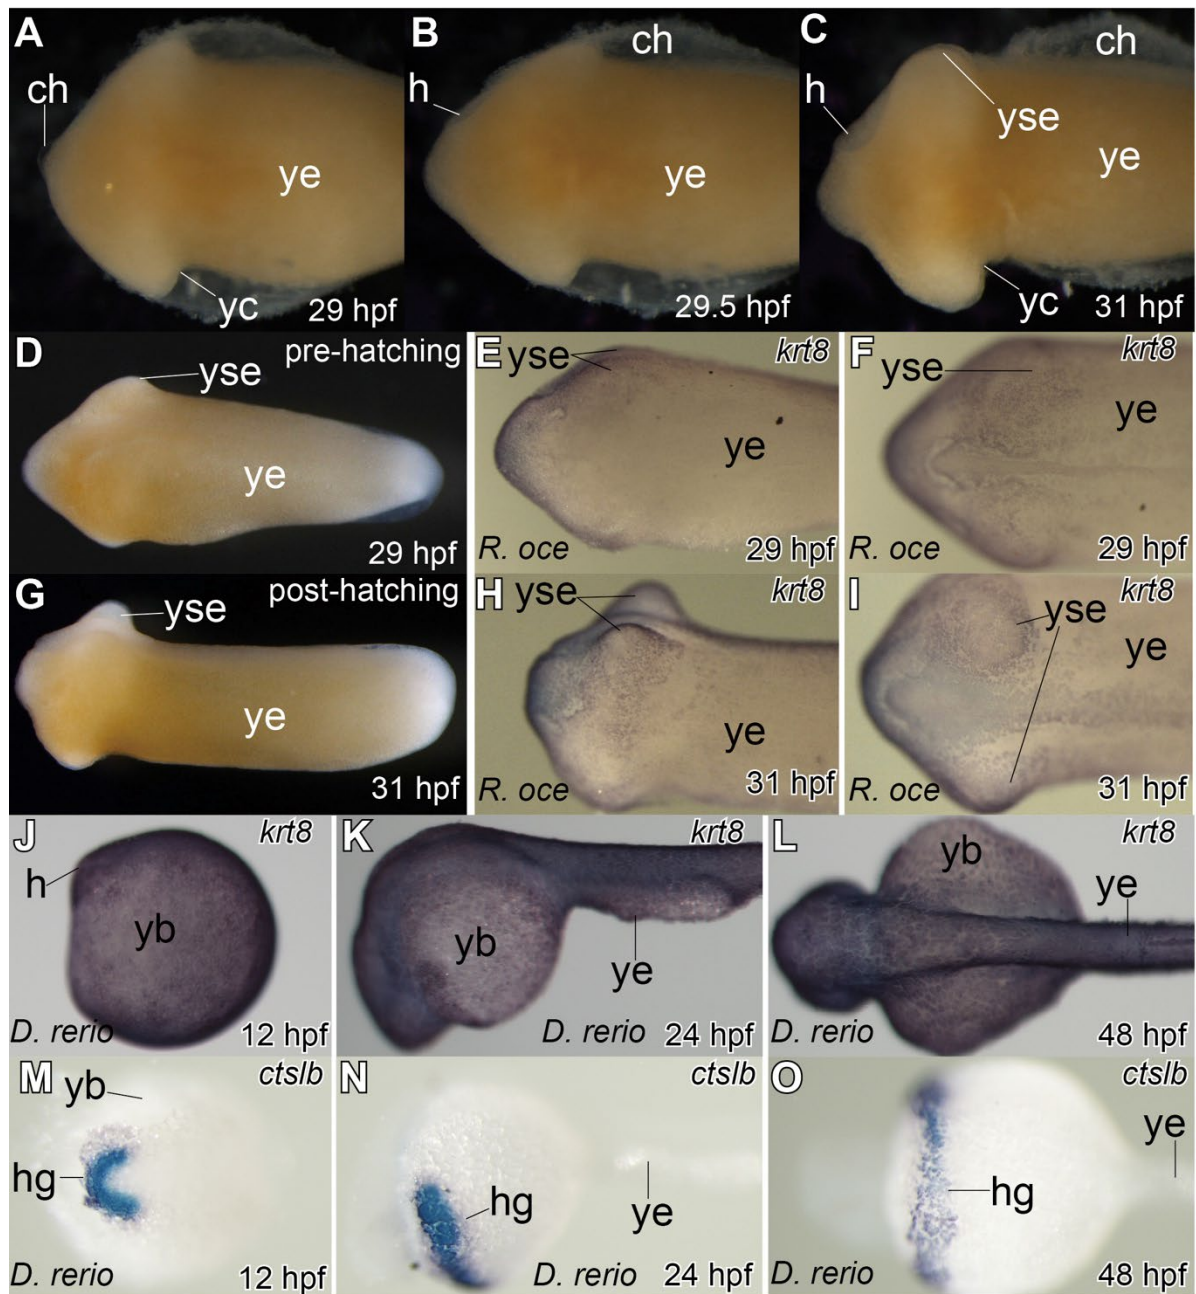 A
ch
ye
yc
29 hpf
B
ch
h
ye
29.5 hpf
C
ch
h
yse
ye
yc
31 hpf
D
pre-hatching
yse
ye
29 hpf
E
krt8
yse
ye
R. oce
29 hpf
F
krt8
yse
ye
29 hpf
G
post-hatching
yse
ye
31 hpf
H
krt8
yse
ye
R. oce
31 hpf
I
krt8
yse
ye
31 hpf
J
krt8
h
yb
D. rerio
12 hpf
K
krt8
yb
ye
D. rerio
24 hpf
L
krt8
yb
ye
48 hpf
M
ctslb
yb
hg
D. rerio
12 hpf
N
ctslb
hg
ye
D. rerio
24 hpf
O
ctslb
ye
hg
D. rerio
48 hpf